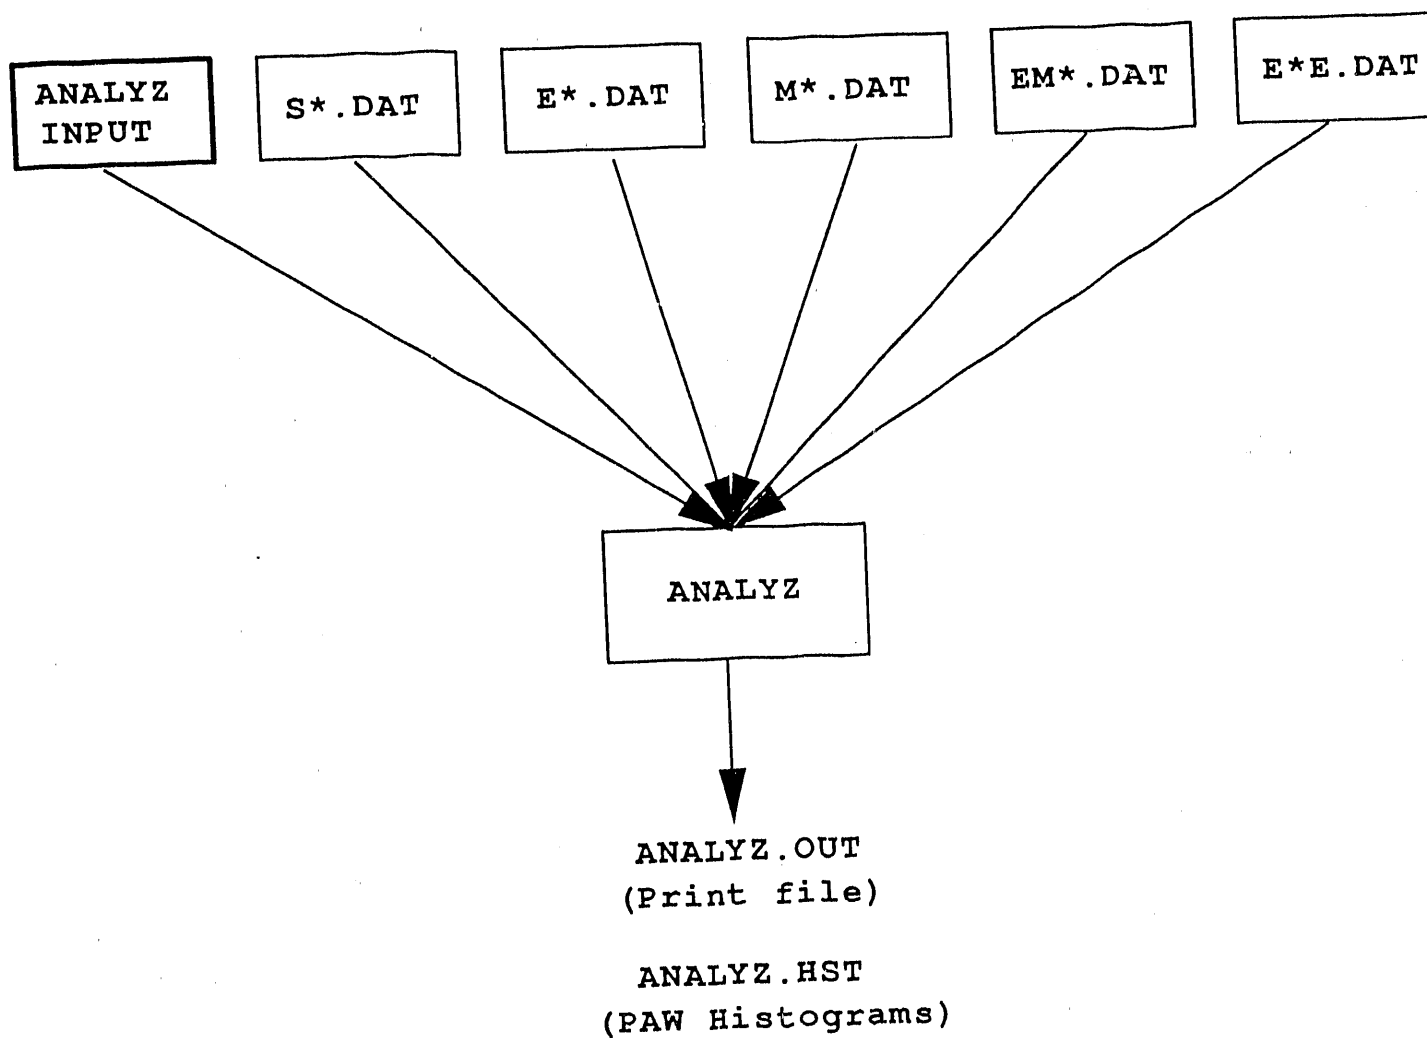 ANALYZ
INPUT
S*.DAT
E*.DAT
M*.DAT
EM*.DAT
E*E.DAT
ANALYZ
ANALYZ.OUT
(Print file)
ANALYZ.HST
(PAW Histograms)